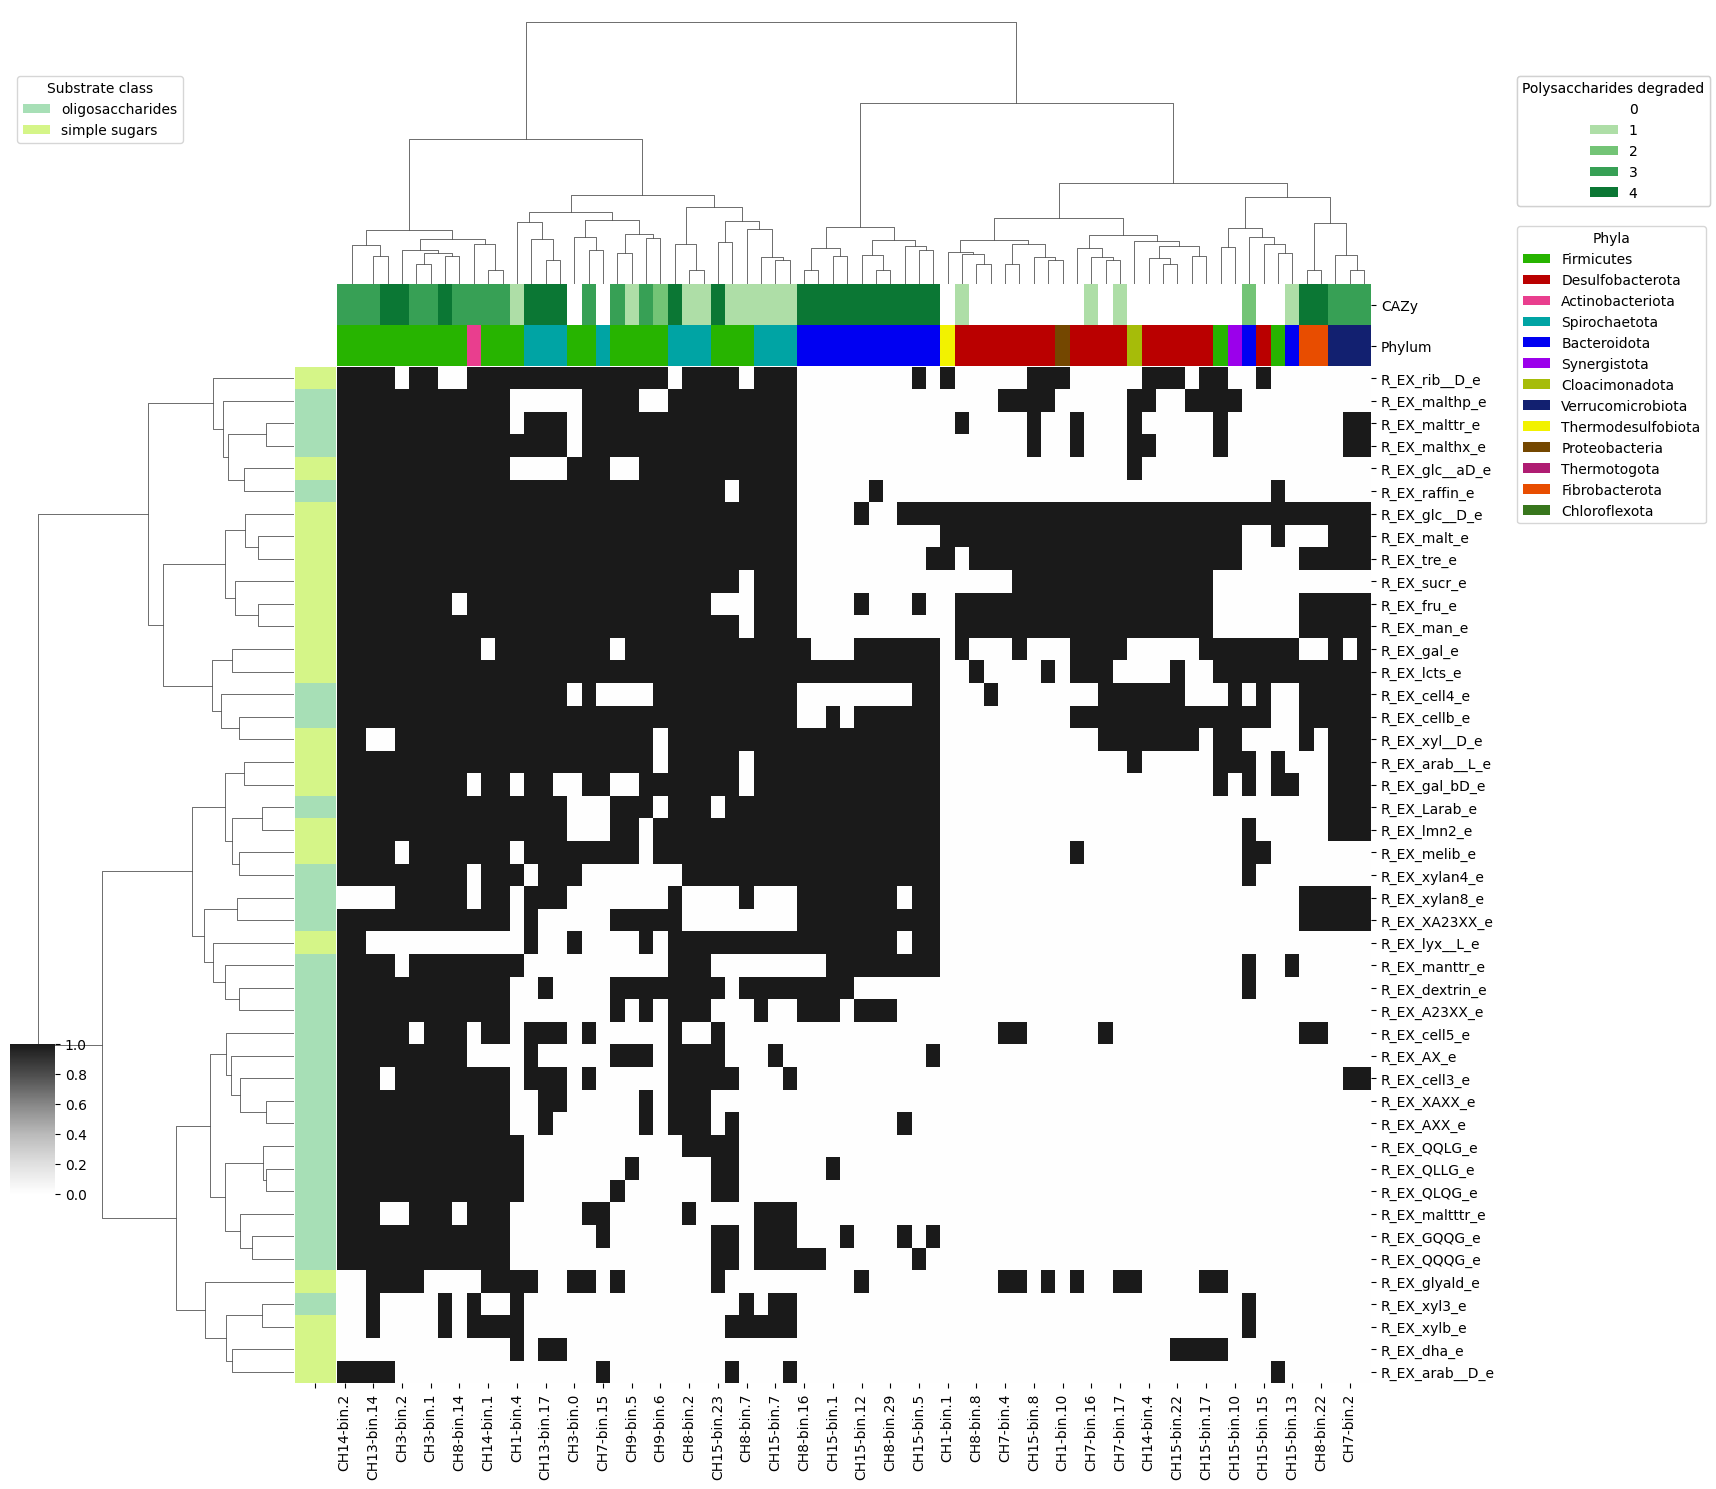 Substrate class
oligosaccharides
simple sugars
Polysaccharides degraded
0
1
2
3
4
Phyla
Firmicutes
Desulfobacterota
Actinobacteriota
Spirochaetota
Bacteroidota
Synergistota
Cloacimonadota
Verrucomicrobiota
Thermodesulfobiota
Proteobacteria
Thermotogota
Fibrobacterota
Chloroflexota
CAZy
Phylum
R_EX_rib__D_e
R_EX_malthp_e
R_EX_malttr_e
R_EX_malthx_e
R_EX_glc__aD_e
R_EX_raffin_e
R_EX_glc__D_e
R_EX_malt_e
R_EX_tre_e
R_EX_sucr_e
R_EX_fru_e
R_EX_man_e
R_EX_gal_e
R_EX_lcts_e
R_EX_cell4_e
R_EX_cellb_e
R_EX_xyl__D_e
R_EX_arab__L_e
R_EX_gal_bD_e
R_EX_Larab_e
R_EX_lmn2_e
R_EX_melib_e
R_EX_xylan4_e
R_EX_xylan8_e
R_EX_XA23XX_e
R_EX_lyx__L_e
R_EX_manttr_e
R_EX_dextrin_e
R_EX_A23XX_e
R_EX_cell5_e
R_EX_AX_e
R_EX_cell3_e
R_EX_XAXX_e
R_EX_AXX_e
R_EX_QQLG_e
R_EX_QLLG_e
R_EX_QLQG_e
R_EX_maltttr_e
R_EX_GQQG_e
R_EX_QQQG_e
R_EX_glyald_e
R_EX_xyl3_e
R_EX_xylb_e
R_EX_dha_e
R_EX_arab__D_e
1.0
0.8
0.6
0.4
0.2
0.0
CH14-bin.2
CH13-bin.14
CH3-bin.2
CH3-bin.1
CH8-bin.14
CH14-bin.1
CH1-bin.4
CH13-bin.17
CH3-bin.0
CH7-bin.15
CH9-bin.5
CH9-bin.6
CH8-bin.2
CH15-bin.23
CH8-bin.7
CH15-bin.7
CH8-bin.16
CH15-bin.1
CH15-bin.12
CH8-bin.29
CH15-bin.5
CH1-bin.1
CH8-bin.8
CH7-bin.4
CH15-bin.8
CH1-bin.10
CH7-bin.16
CH7-bin.17
CH14-bin.4
CH15-bin.22
CH15-bin.17
CH15-bin.10
CH15-bin.15
CH15-bin.13
CH8-bin.22
CH7-bin.2